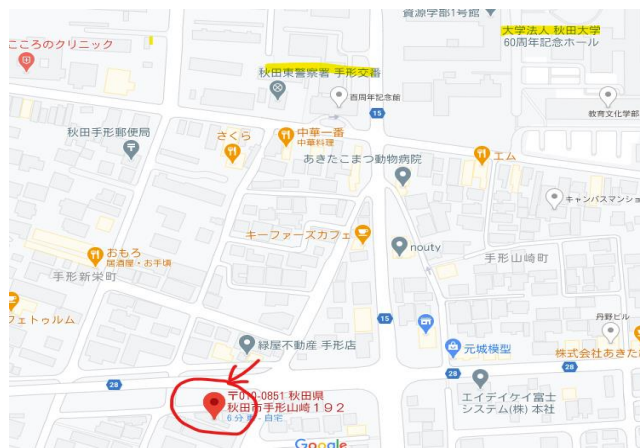 資源学部1号館
大学法人 秋田大学
60周年記念ホール
こころのクリニック
秋田東警察署 手形交番
百周年記念館
15
教育文化学部
秋田手形郵便局
さくら
中華一番
中華料理
あきたこまつ動物病院
エム
キャンパスマンショ
キーファーズカフェ
nouty
手形山崎町
おもろ
居酒屋・お手頃
手形新栄町
フェトゥルム
15
丹野ビル
緑屋不動産 手形店
元城模型
株式会社あきた
28
28
〒010-0851 秋田県
秋田市手形山崎192
6分
自宅
エイデイケイ富士
システム(株) 本社
Google